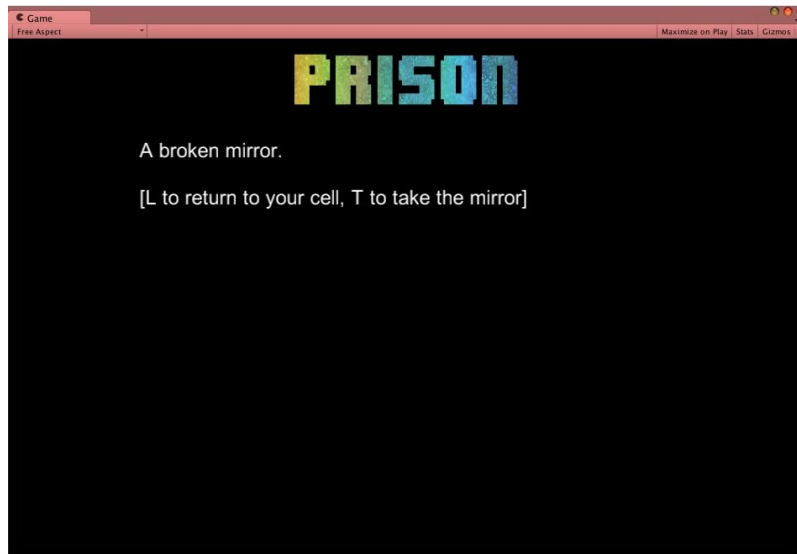 Game
Free Aspect
Maximize on Play Stats Gizmos
PRISON
A broken mirror.
[L to return to your cell, T to take the mirror]